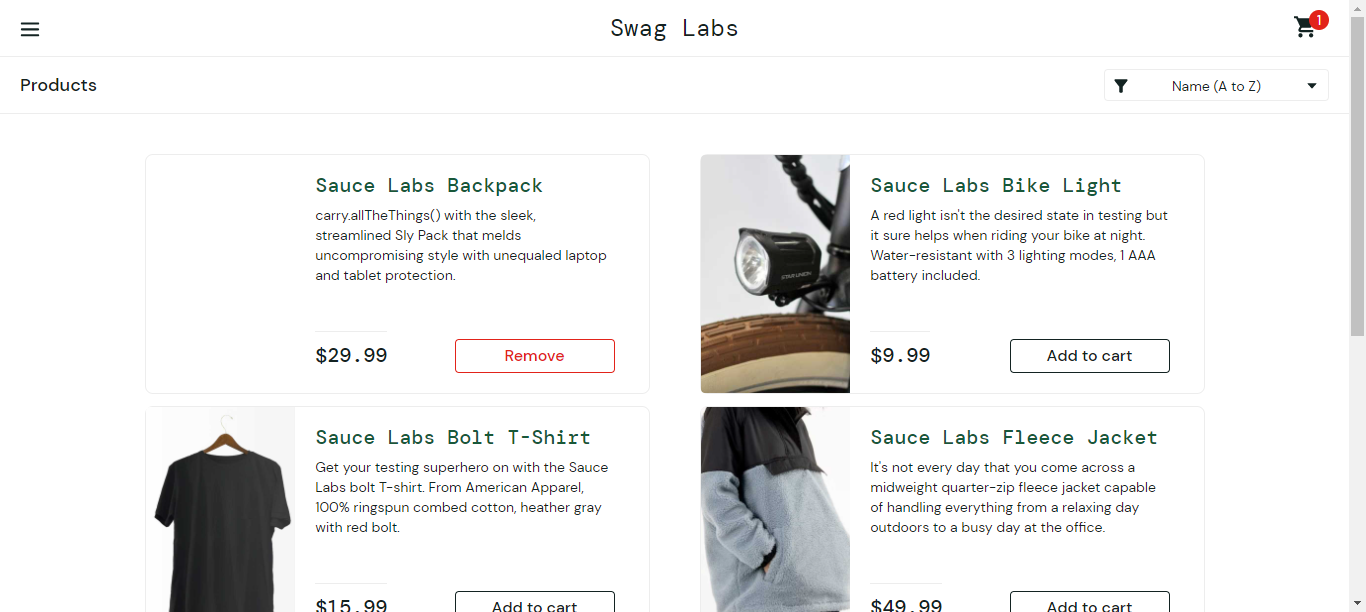 Swag Labs
1
Products
Name (A to Z)
Sauce Labs Backpack
carry.allTheThings() with the sleek,
streamlined Sly Pack that melds
uncompromising style with unequaled laptop
and tablet protection.
$29.99
Remove
Sauce Labs Bike Light
A red light isn't the desired state in testing but
it sure helps when riding your bike at night.
Water-resistant with 3 lighting modes, 1 AAA
battery included.
$9.99
Add to cart
STAR UNION
Sauce Labs Bolt T-Shirt
Get your testing superhero on with the Sauce
Labs bolt T-shirt. From American Apparel,
100% ringspun combed cotton, heather gray
with red bolt.
$15.99
Add to cart
Sauce Labs Fleece Jacket
It's not every day that you come across a
midweight quarter-zip fleece jacket capable
of handling everything from a relaxing day
outdoors to a busy day at the office.
$49.99
Add to cart